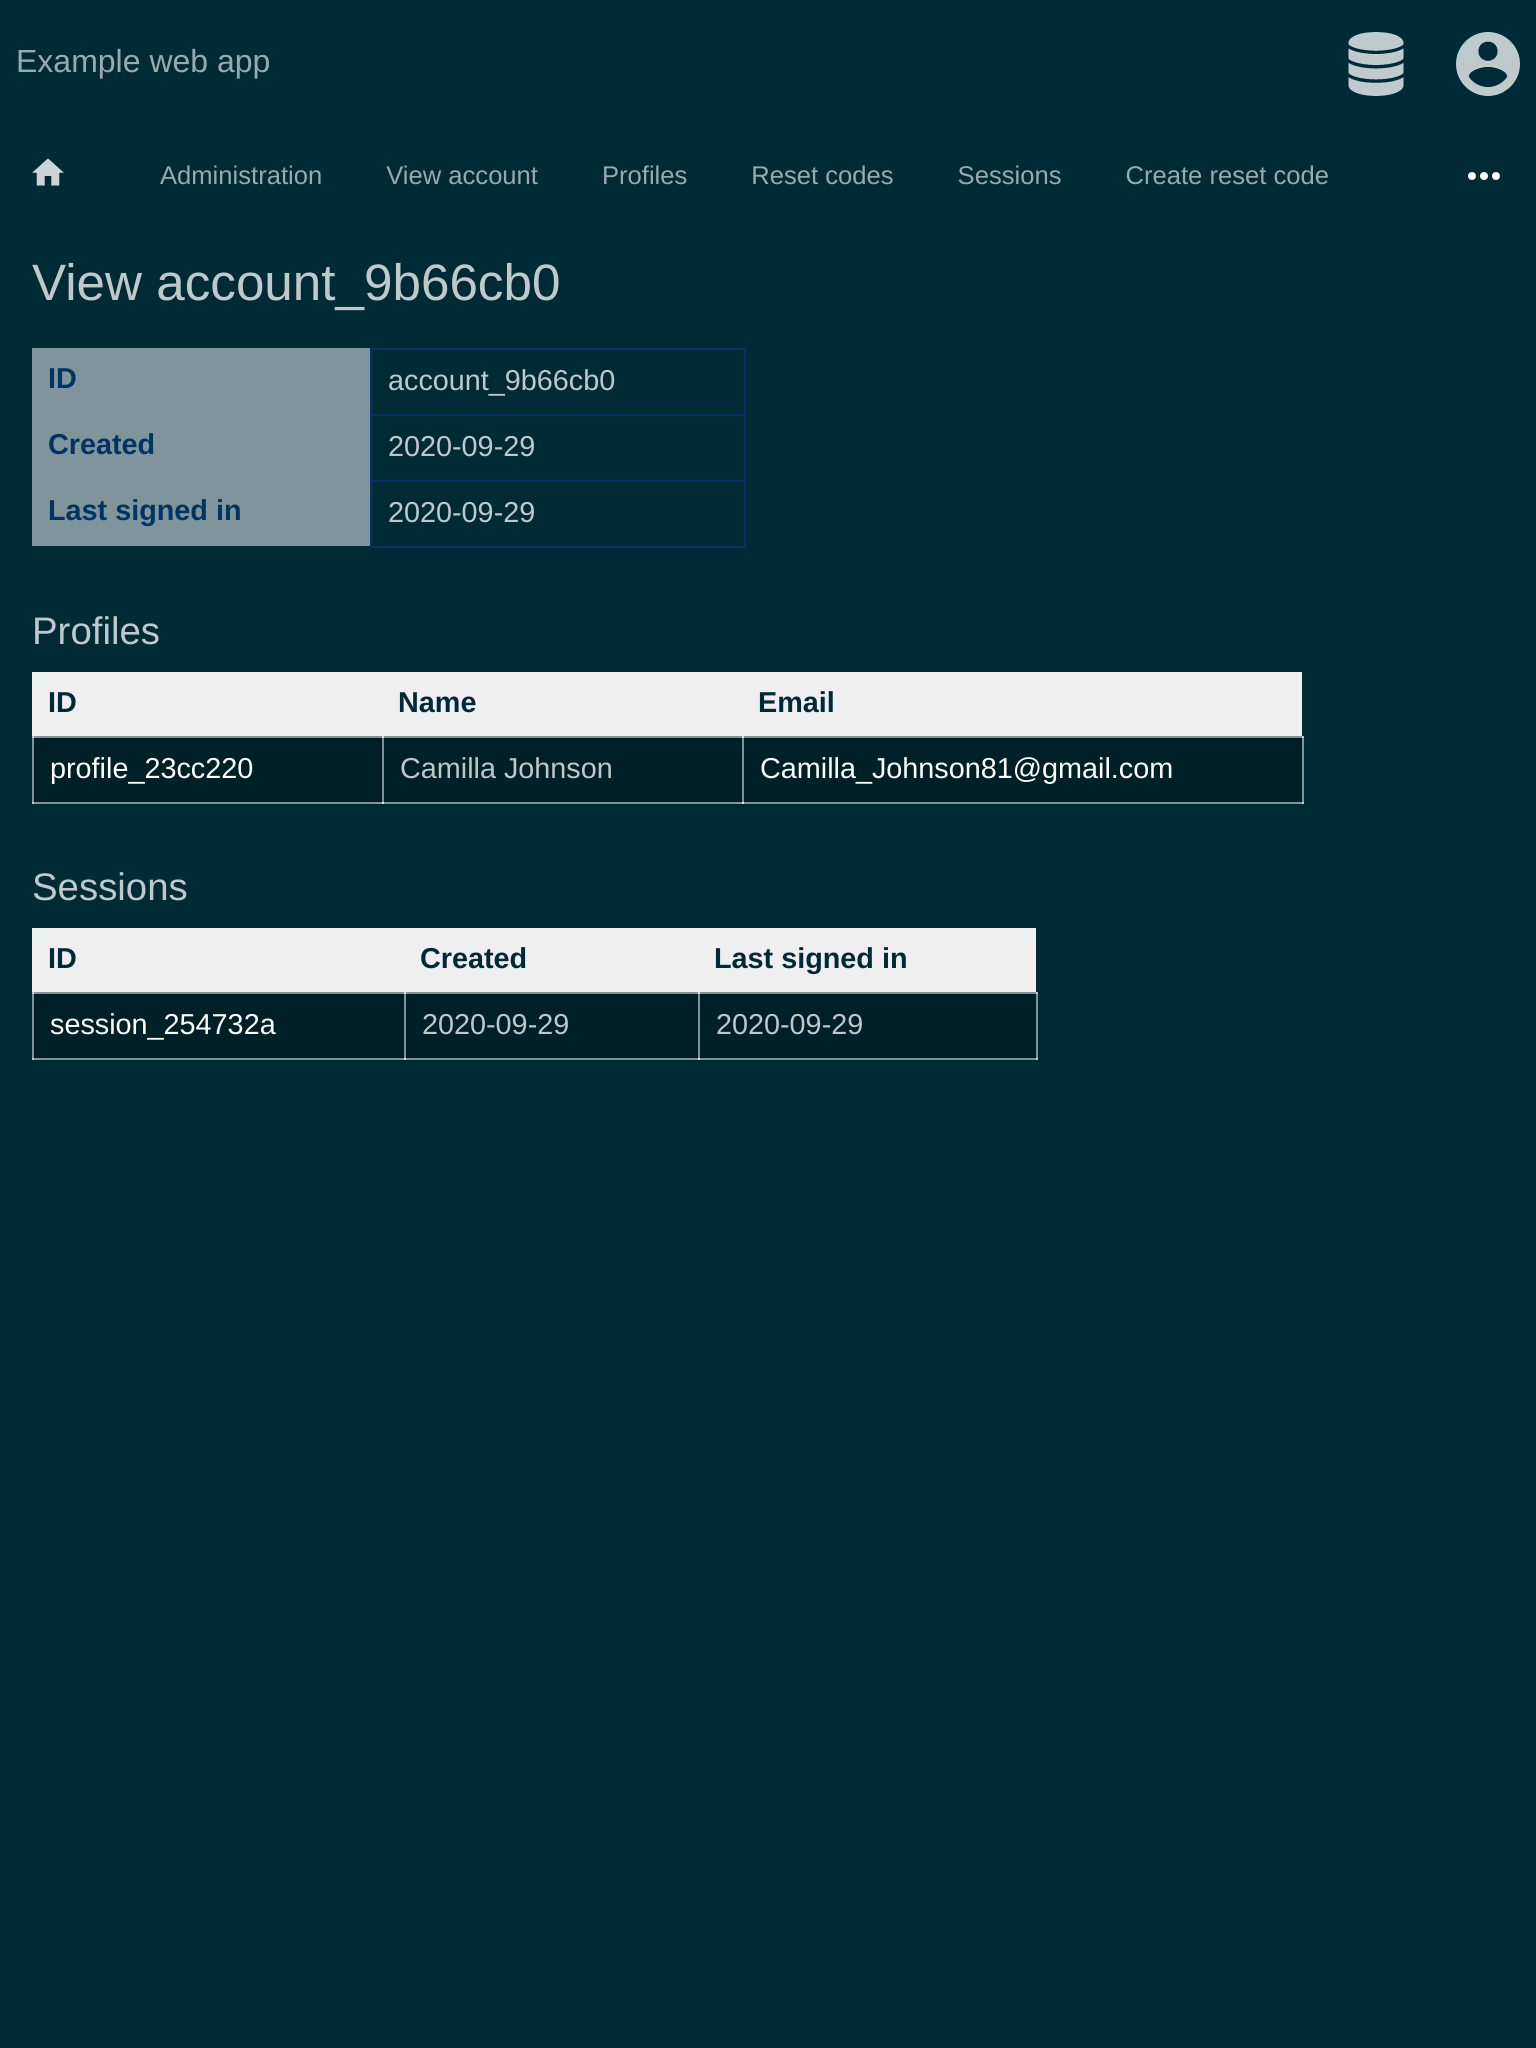 Example web app
Administration View account Profiles Reset codes Sessions Create reset code
View account_9b66cb0
ID account_9b66cb0
Created 2020-09-29
Last signed in 2020-09-29
Profiles
ID Name Email
profile_23cc220 Camilla Johnson Camilla_Johnson81@gmail.com
Sessions
ID Created Last signed in
session_254732a 2020-09-29 2020-09-29